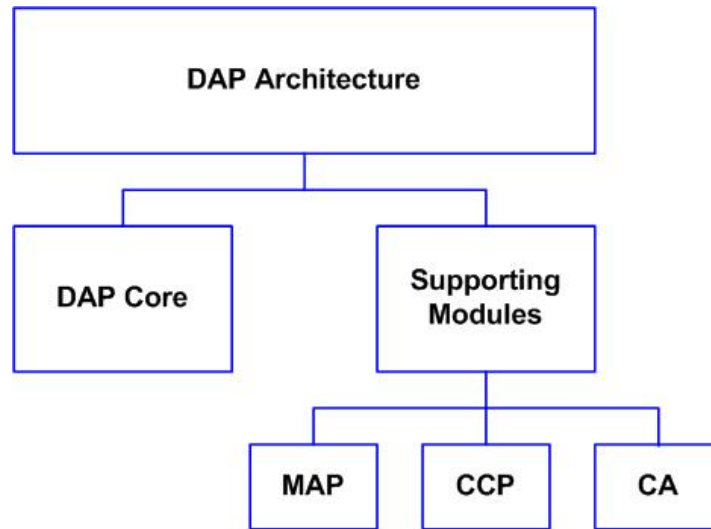 DAP Architecture
DAP Core
Supporting
Modules
MAP
CCP
CA